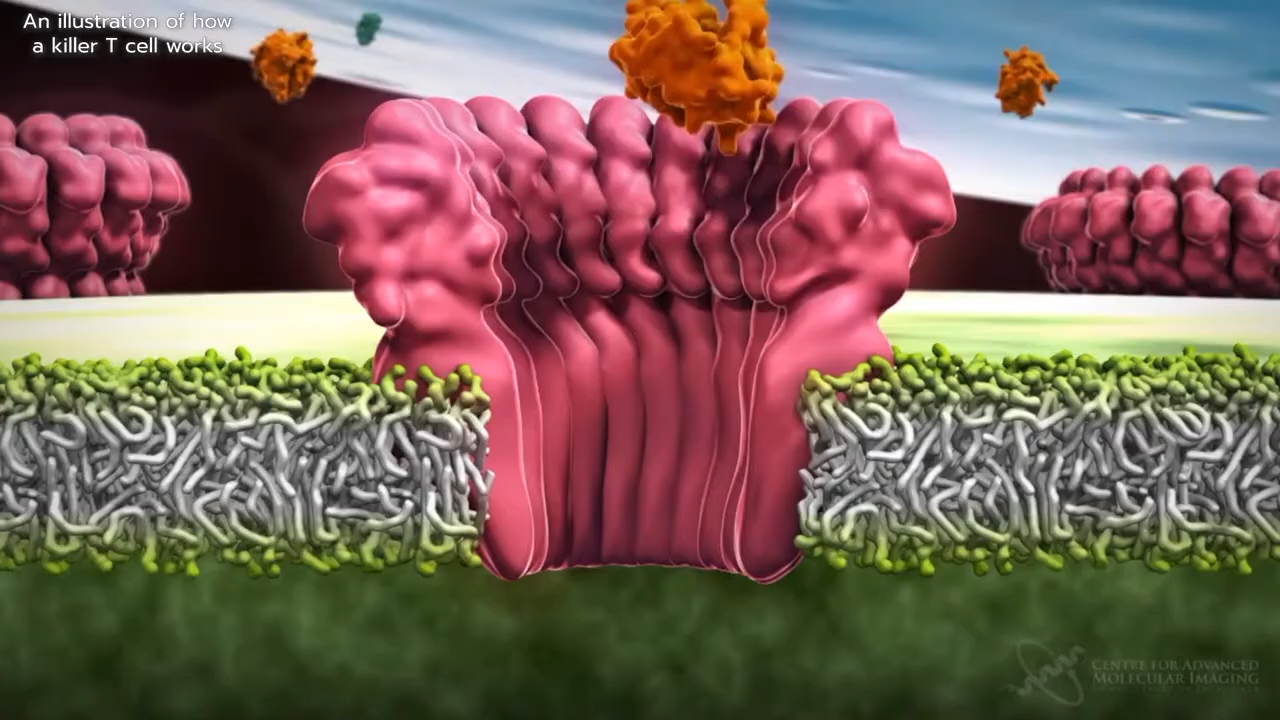 An illustration of how
a killer T cell works
CENTRE FOR ADVANCED
MOLECULAR IMAGING